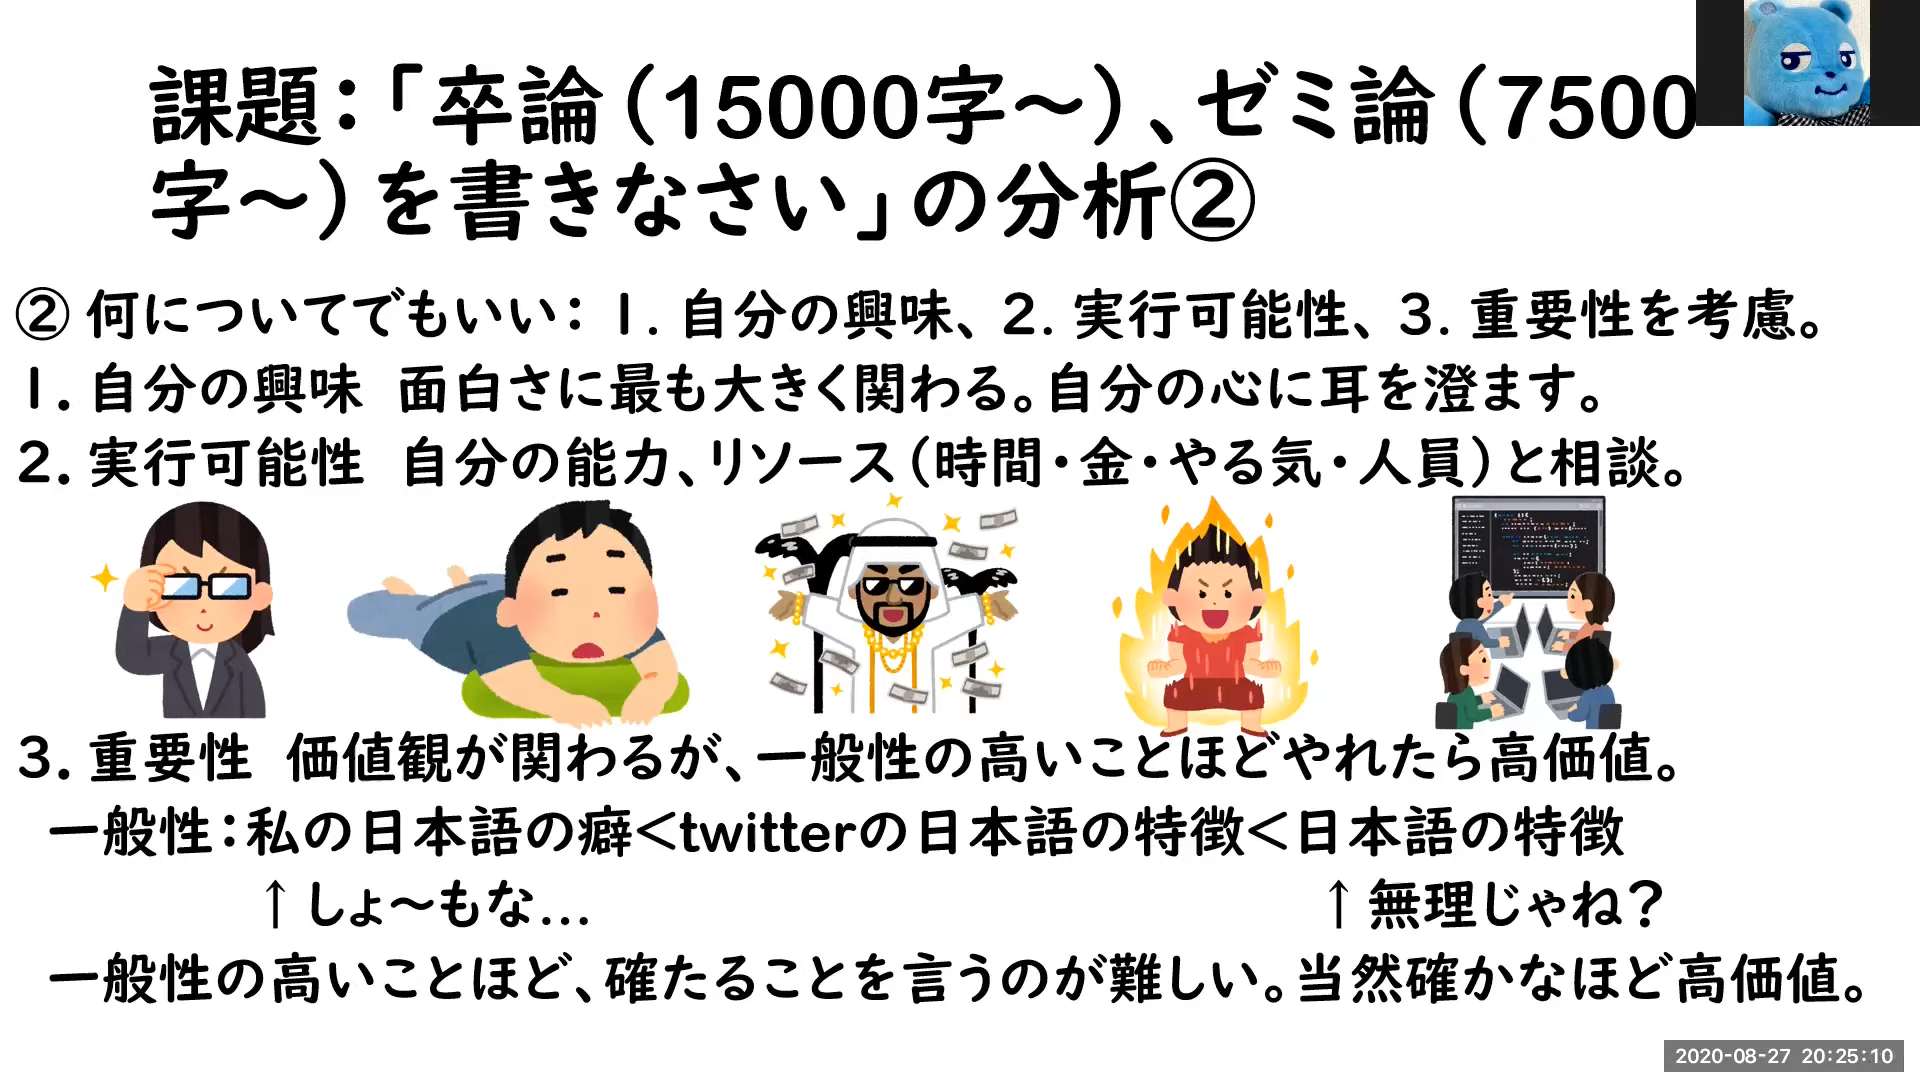 課題：「卒論（15000字～）、ゼミ論（7500
字～）を書きなさい」の分析②
② 何についてでもいい： 1. 自分の興味、2. 実行可能性、3. 重要性を考慮。
1. 自分の興味　面白さに最も大きく関わる。自分の心に耳を澄ます。
2. 実行可能性　自分の能力、リソース（時間・金・やる気・人員）と相談。
3. 重要性　価値観が関わるが、一般性の高いことほどやれたら高価値。
一般性：私の日本語の癖＜twitterの日本語の特徴＜日本語の特徴
↑しょ～もな…　↑無理じゃね？
一般性の高いことほど、確たることを言うのが難しい。当然確かなほど高価値。
2020-08-27 20:25:10